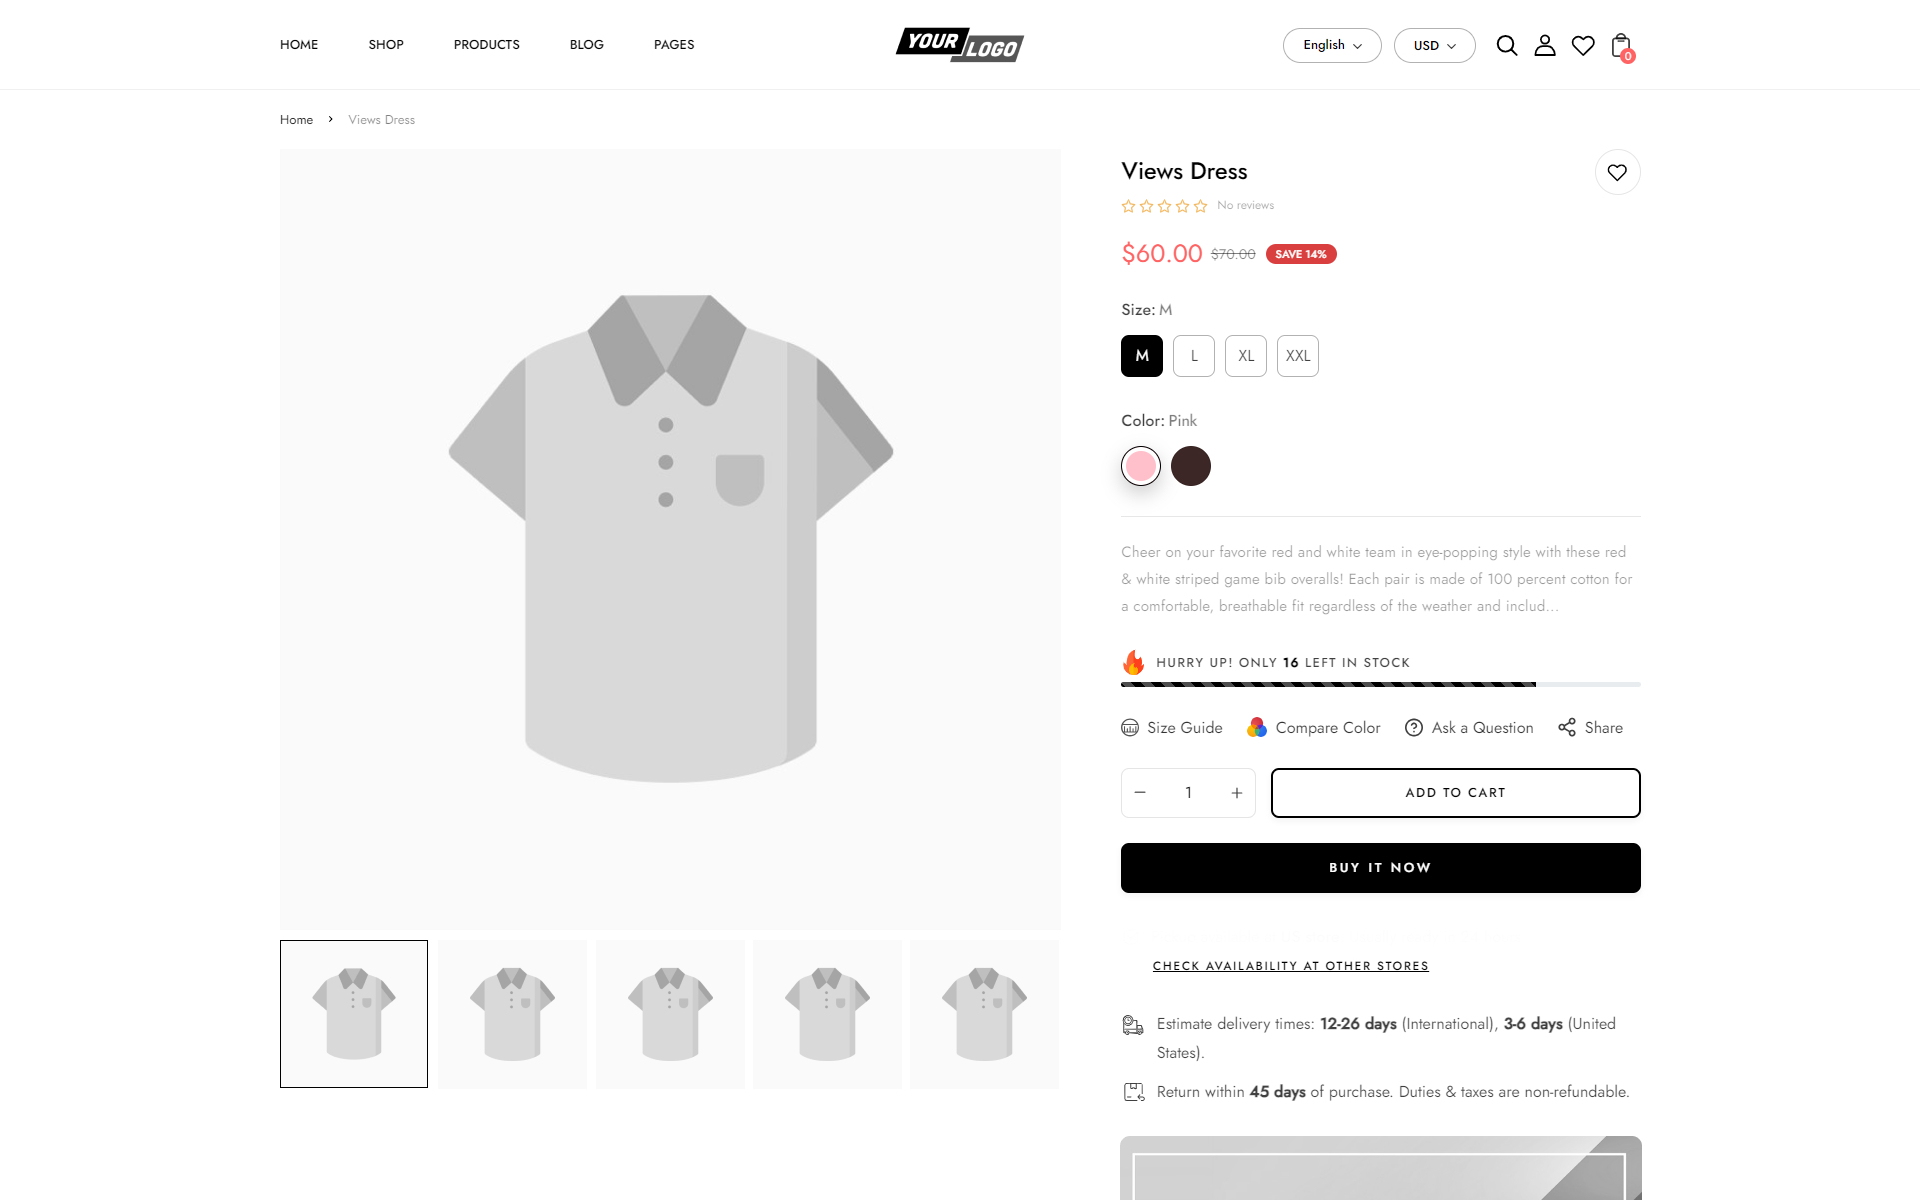 HOME SHOP PRODUCTS BLOG PAGES
YOUR LOGO
English USD 0
Home Views Dress
Views Dress
No reviews
$60.00 $70.00 SAVE 14%
Size: M
M L XL XXL
Color: Pink
Cheer on your favorite red and white team in eye-popping style with these red
& white striped game bib overalls! Each pair is made of 100 percent cotton for
a comfortable, breathable fit regardless of the weather and includ...
HURRY UP! ONLY 16 LEFT IN STOCK
Size Guide Compare Color Ask a Question Share
1 ADD TO CART
BUY IT NOW
CHECK AVAILABILITY AT OTHER STORES
Estimate delivery times: 12-26 days (International), 3-6 days (United
States).
Return within 45 days of purchase. Duties & taxes are non-refundable.